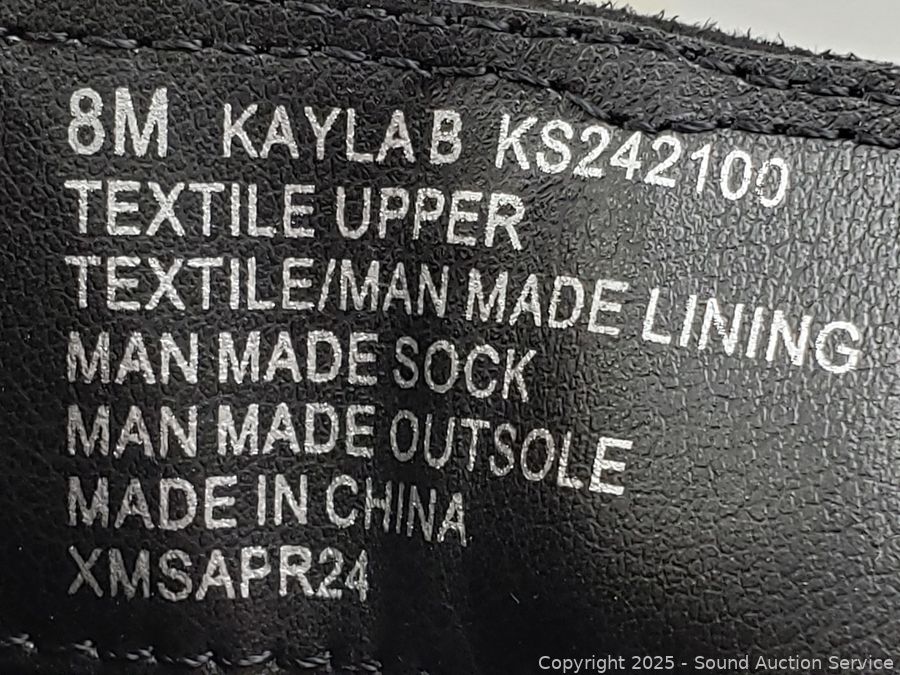 8M KAYLA B KS242100
TEXTILE UPPER
TEXTILE/MAN MADE LINING
MAN MADE SOCK
MAN MADE OUTSOLE
MADE IN CHINA
XMSAPR24
Copyright 2025 - Sound Auction Service